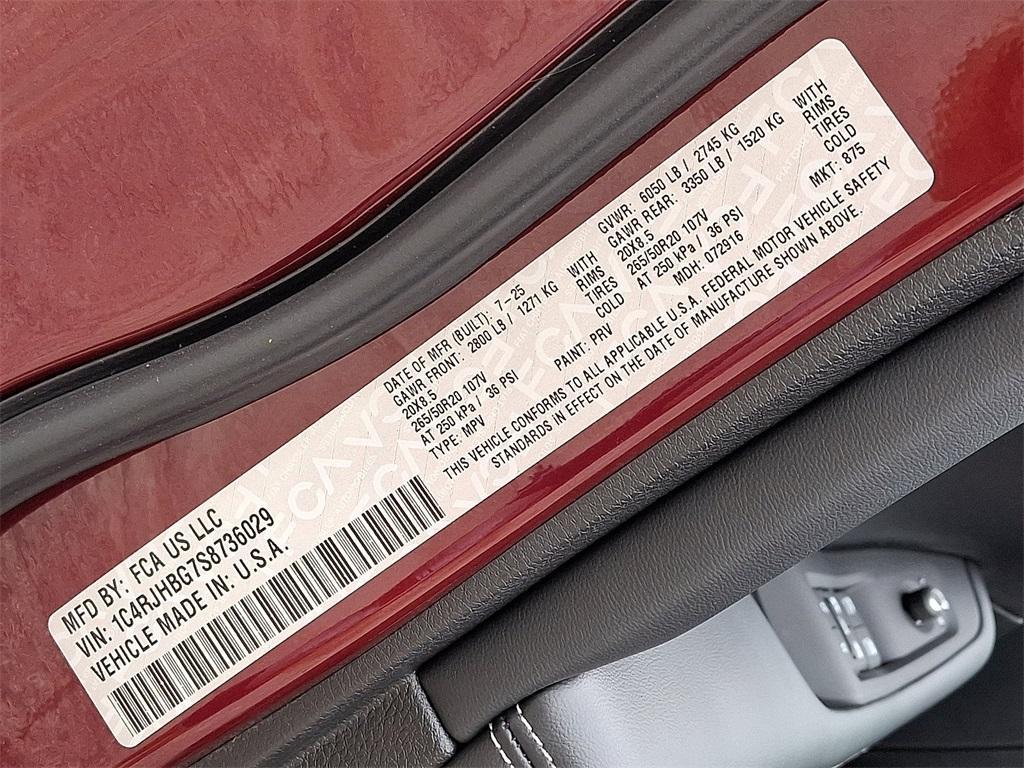 MFD BY: FCA US LLC
VIN: 1C4RJHBG7S8736029
VEHICLE MADE IN: U.S.A.
DATE OF MFR (BUILT): 7-25
GAWR FRONT: 2800 LB / 1271 KG WITH
20X8.5 RIMS
265/50R20 107V TIRES
AT 250 kPa / 36 PSI COLD
TYPE: MPV PAINT: PRV
GVWR: 6050 LB / 2745 KG
GAWR REAR: 3350 LB / 1520 KG WITH
20X8.5 RIMS
265/50R20 107V TIRES
AT 250 kPa / 36 PSI COLD
MDH: 072916 MKT: 875
THIS VEHICLE CONFORMS TO ALL APPLICABLE U.S.A. FEDERAL MOTOR VEHICLE SAFETY
STANDARDS IN EFFECT ON THE DATE OF MANUFACTURE SHOWN ABOVE.